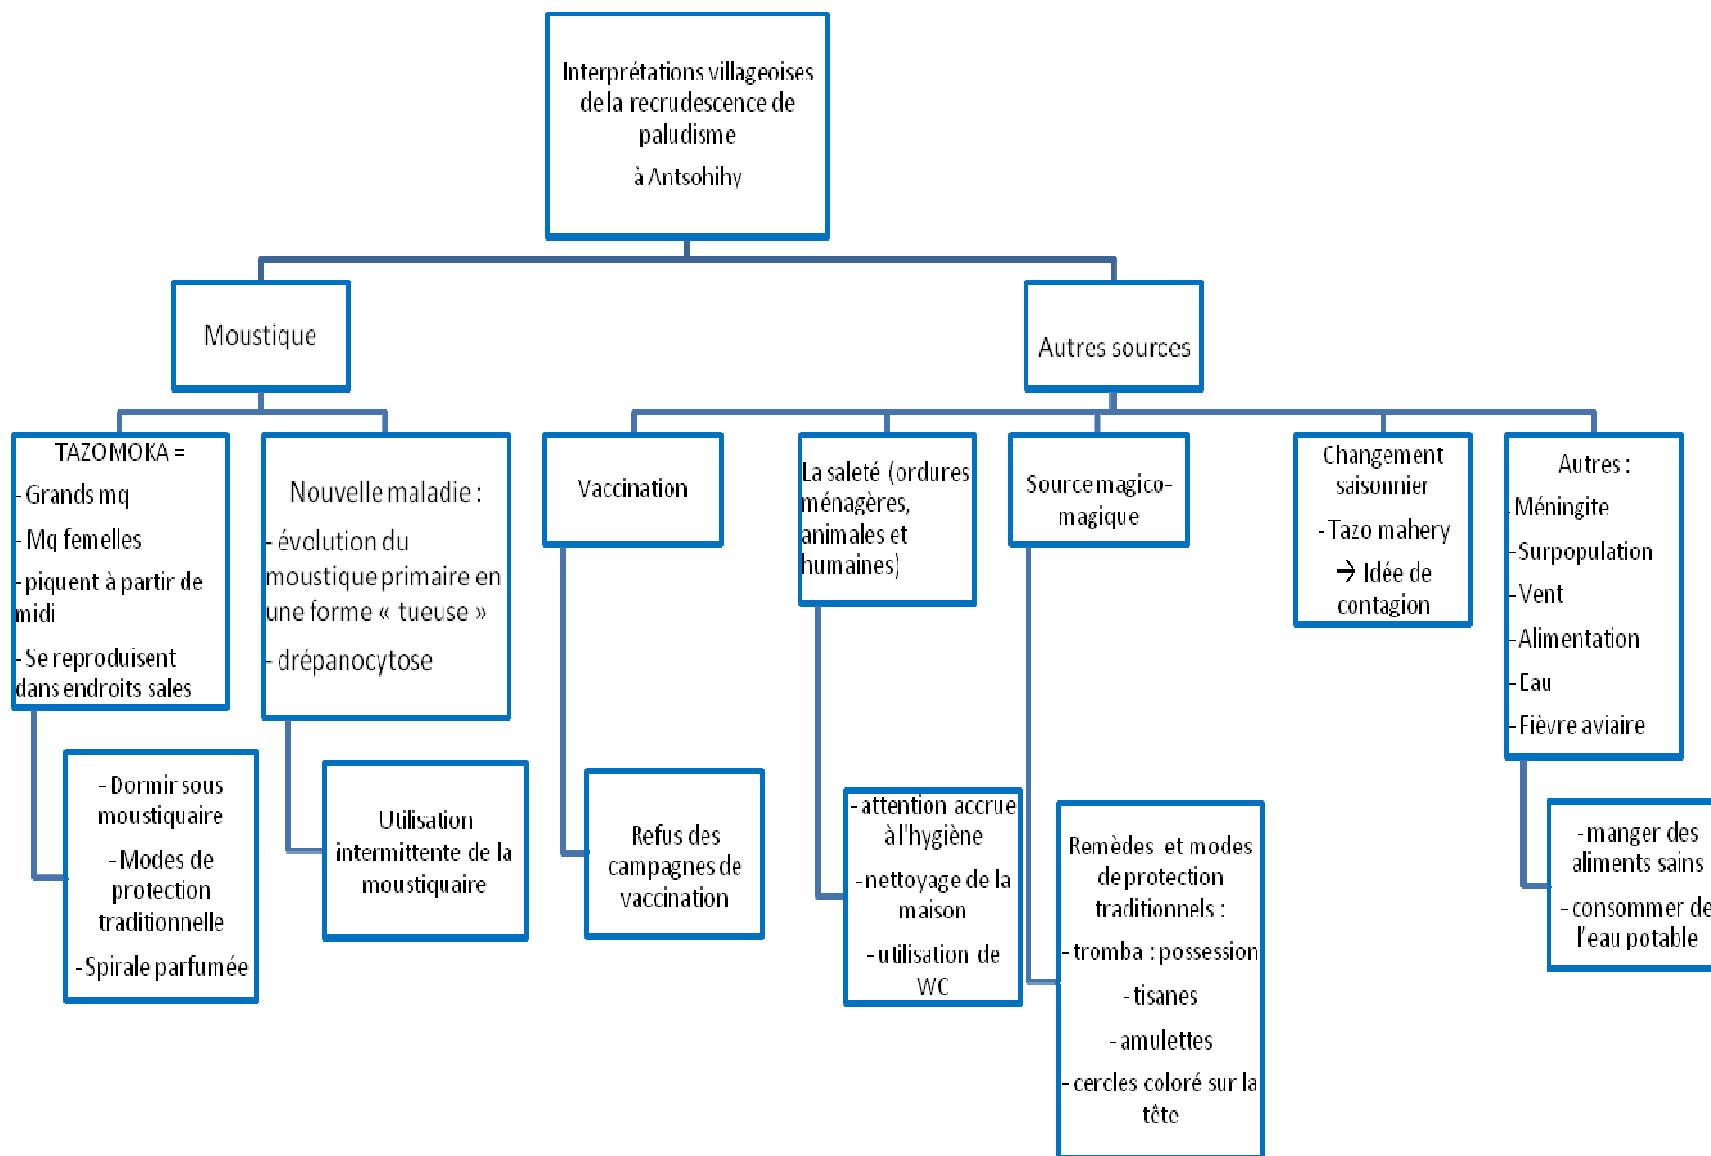 Interprétations villageoises
de la recrudescence de
paludisme
à Antsohihy
Moustique
Autres sources
TAZOMOKA =
- Grands mq
- Mq femelles
- piquent à partir de
midi
- Se reproduisent
dans endroits sales
Nouvelle maladie :
- évolution du
moustique primaire en
une forme « tueuse »
- drépanocytose
Vaccination
La saleté (ordures
ménagères,
animales et
humaines)
Source magico-
magique
Changement
saisonnier
- Tazo mahery
→ Idée de
contagion
Autres :
- Méningite
- Surpopulation
- Vent
- Alimentation
- Eau
- Fièvre aviaire
- Dormir sous
moustiquaire
- Modes de
protection
traditionnelle
- Spirale parfumée
Utilisation
intermittente de la
moustiquaire
Refus des
campagnes de
vaccination
- attention accrue
à l'hygiène
- nettoyage de la
maison
- utilisation de
WC
Remèdes et modes
de protection
traditionnels :
- tromba : possession
- tisanes
- amulettes
- cercles coloré sur la
tête
- manger des
aliments sains
- consommer de
l'eau potable